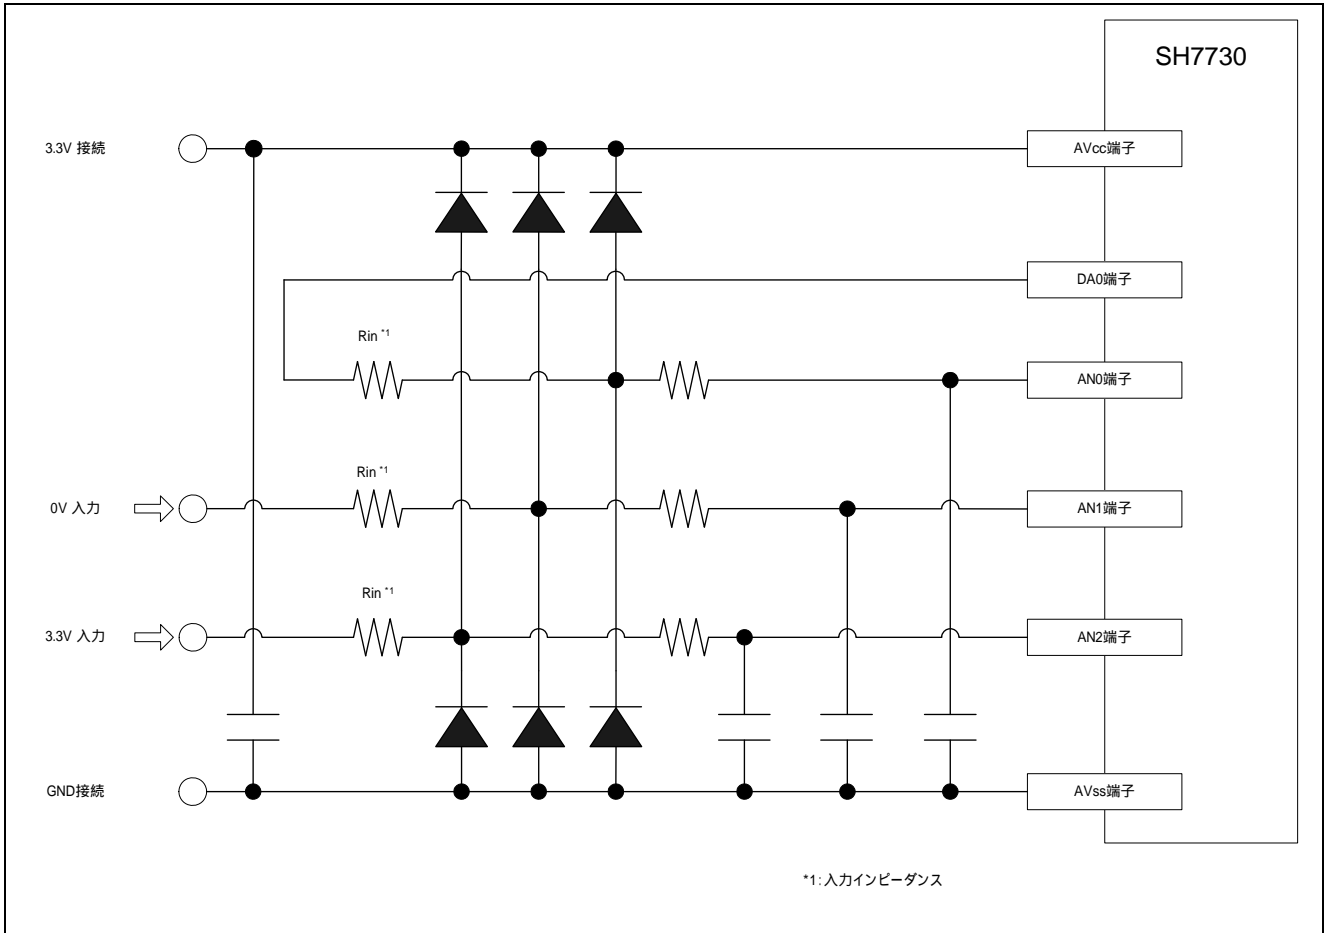 SH7730
3.3V 接続
AVcc端子
DA0端子
Rin *1
AN0端子
Rin *1
0V 入力
AN1端子
Rin *1
3.3V 入力
AN2端子
GND接続
AVss端子
*1: 入力インピーダンス